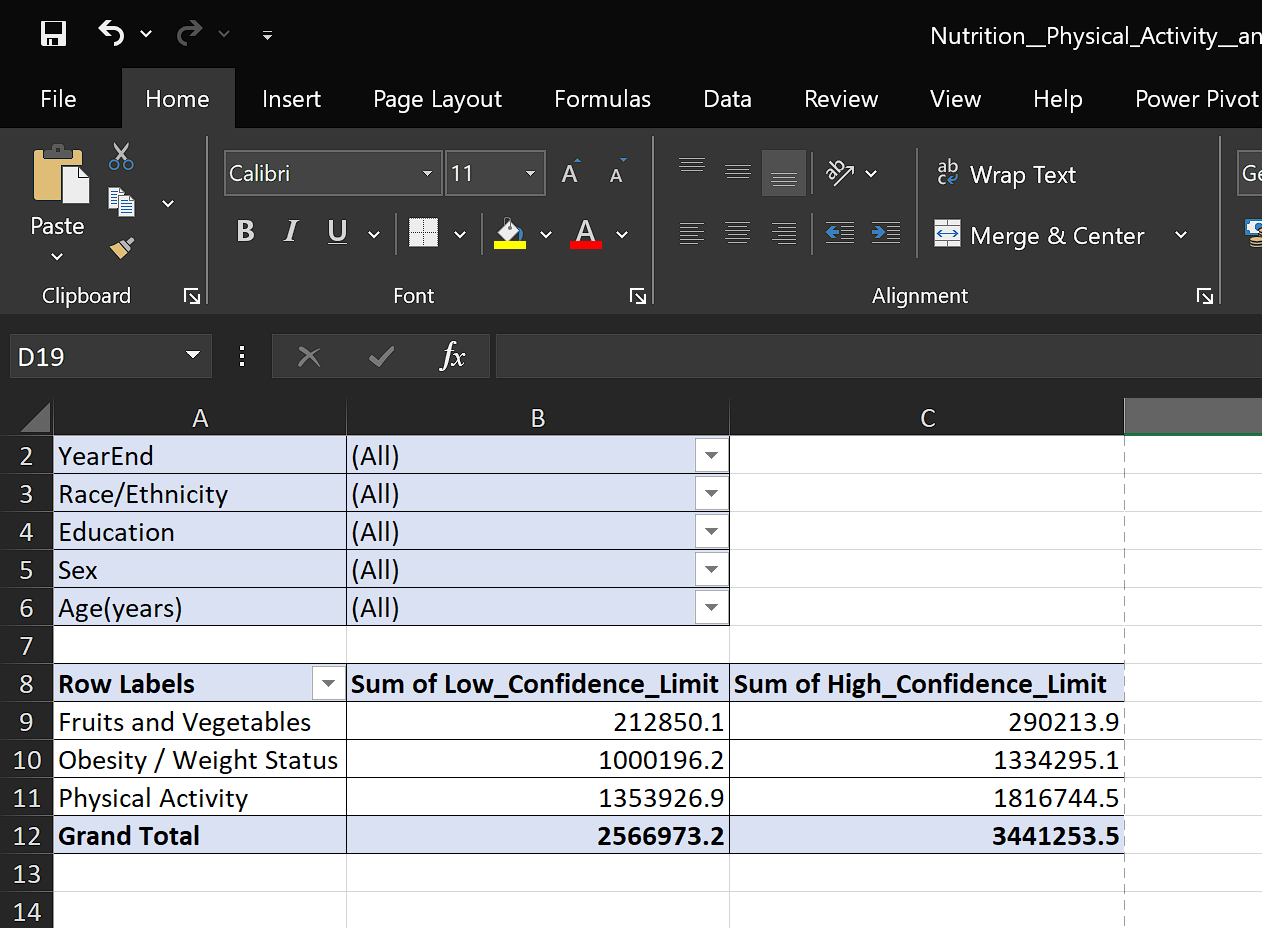 Nutrition__Physical_Activity__an
File Home Insert Page Layout Formulas Data Review View Help Power Pivot
Calibri 11 A A ab Wrap Text Ge
Paste B I U A Merge & Center
Clipboard Font Alignment
D19 fx
A B C
2 YearEnd (All)
3 Race/Ethnicity (All)
4 Education (All)
5 Sex (All)
6 Age(years) (All)
7
8 Row Labels Sum of Low_Confidence_Limit Sum of High_Confidence_Limit
9 Fruits and Vegetables 212850.1 290213.9
10 Obesity / Weight Status 1000196.2 1334295.1
11 Physical Activity 1353926.9 1816744.5
12 Grand Total 2566973.2 3441253.5
13
14